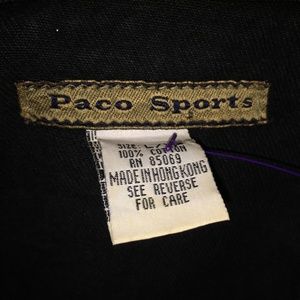 Paco Sports
SIZE:
100% COTTON
RN 85069
MADE IN HONG KONG
SEE REVERSE
FOR CARE